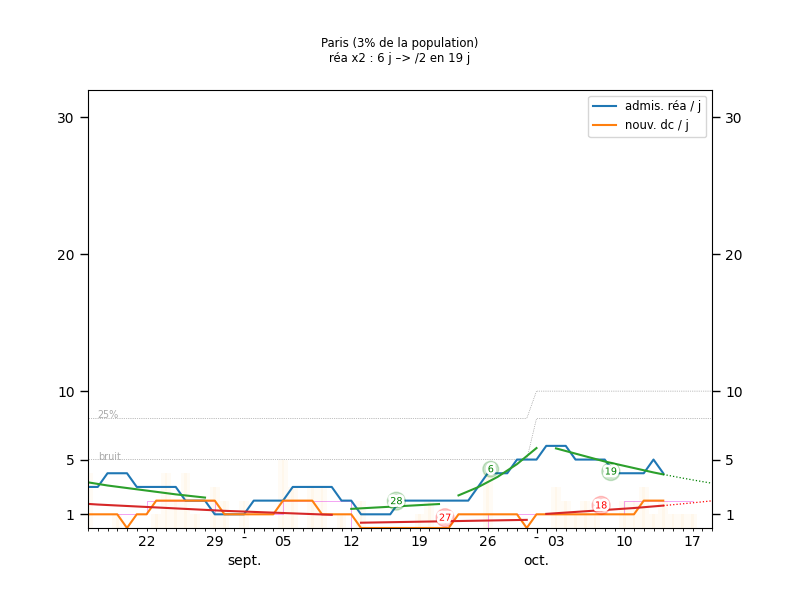 Paris (3% de la population)
réa x2 : 6 j –> /2 en 19 j
admis. réa / j
nouv. dc / j
30 30
20 20
10 10
25%
bruit
5 5
1 1
6
19
28
27
18
22 29 - 05 12 19 26 - 03 10 17
sept. oct.